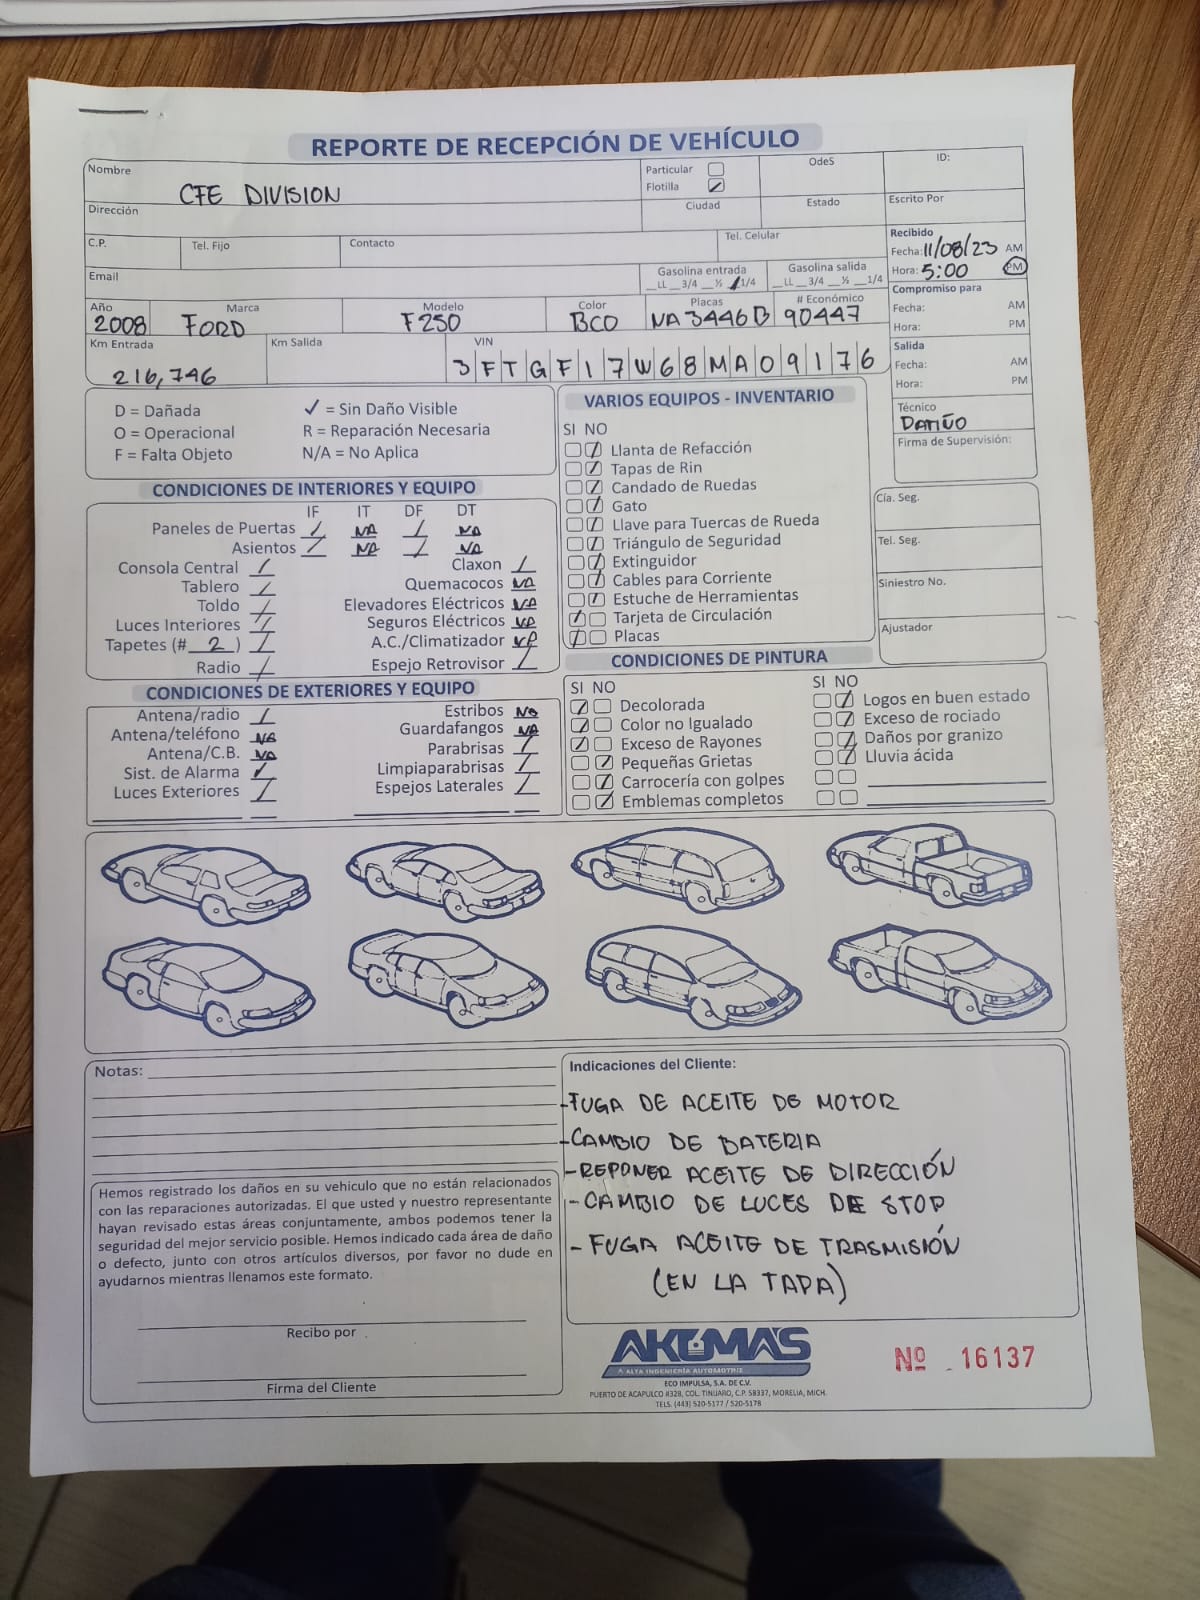 REPORTE DE RECEPCIÓN DE VEHÍCULO
Nombre CFE DIVISION
Particular
Flotilla
OdeS
ID:
Dirección
Ciudad
Estado
Escrito Por
C.P.
Tel. Fijo
Contacto
Tel. Celular
Recibido
Fecha: 11/08/23 AM
Hora: 5:00 PM
Email
Gasolina entrada
__LL __3/4 __½ __1/4
Gasolina salida
__LL __3/4 __½ __1/4
Compromiso para
Fecha: AM
Hora: PM
Año 2008
Marca FORD
Modelo F250
Color BCO
Placas NA3446B
# Económico 90447
Km Entrada 216,746
Km Salida
VIN 3FTGF17W68MA09176
Salida
Fecha: AM
Hora: PM
Técnico
Firma de Supervisión:
D = Dañada
✓ = Sin Daño Visible
O = Operacional
R = Reparación Necesaria
F = Falta Objeto
N/A = No Aplica
CONDICIONES DE INTERIORES Y EQUIPO
IF IT DF DT
Paneles de Puertas / NA / NA
Asientos / NA / NA
Consola Central /
Claxon /
Tablero /
Quemacocos NA
Toldo /
Elevadores Eléctricos NA
Luces Interiores /
Seguros Eléctricos NA
Tapetes (# 2 ) /
A.C./Climatizador NA
Radio /
Espejo Retrovisor /
VARIOS EQUIPOS - INVENTARIO
SI NO
Llanta de Refacción
Tapas de Rin
Candado de Ruedas
Gato
Llave para Tuercas de Rueda
Triángulo de Seguridad
Extinguidor
Cables para Corriente
Estuche de Herramientas
Tarjeta de Circulación
Placas
Cía. Seg.
Tel. Seg.
Siniestro No.
Ajustador
CONDICIONES DE EXTERIORES Y EQUIPO
Antena/radio /
Estribos NA
Antena/teléfono NA
Guardafangos NA
Antena/C.B. NA
Parabrisas /
Sist. de Alarma /
Limpiaparabrisas /
Luces Exteriores /
Espejos Laterales /
CONDICIONES DE PINTURA
SI NO
SI NO
Decolorada
Logos en buen estado
Color no Igualado
Exceso de rociado
Exceso de Rayones
Daños por granizo
Pequeñas Grietas
Lluvia ácida
Carrocería con golpes
Emblemas completos
Notas:
Indicaciones del Cliente:
-FUGA DE ACEITE DE MOTOR
-CAMBIO DE BATERIA
-REPONER ACEITE DE DIRECCIÓN
-CAMBIO DE LUCES DE STOP
-FUGA ACEITE DE TRASMISIÓN
(EN LA TAPA)
Hemos registrado los daños en su vehiculo que no están relacionados
con las reparaciones autorizadas. El que usted y nuestro representante
hayan revisado estas áreas conjuntamente, ambos podemos tener la
seguridad del mejor servicio posible. Hemos indicado cada área de daño
o defecto, junto con otros artículos diversos, por favor no dude en
ayudarnos mientras llenamos este formato.
Recibo por
Firma del Cliente
AKUMA'S
ALTA INGENIERÍA AUTOMOTRIZ
ECO IMPULSA, S.A. DE C.V.
PUERTO DE ACAPULCO #328, COL. TINIJARO, C.P. 58337, MORELIA, MICH.
TELS. (443) 520-5177 / 520-5178
Nº 16137